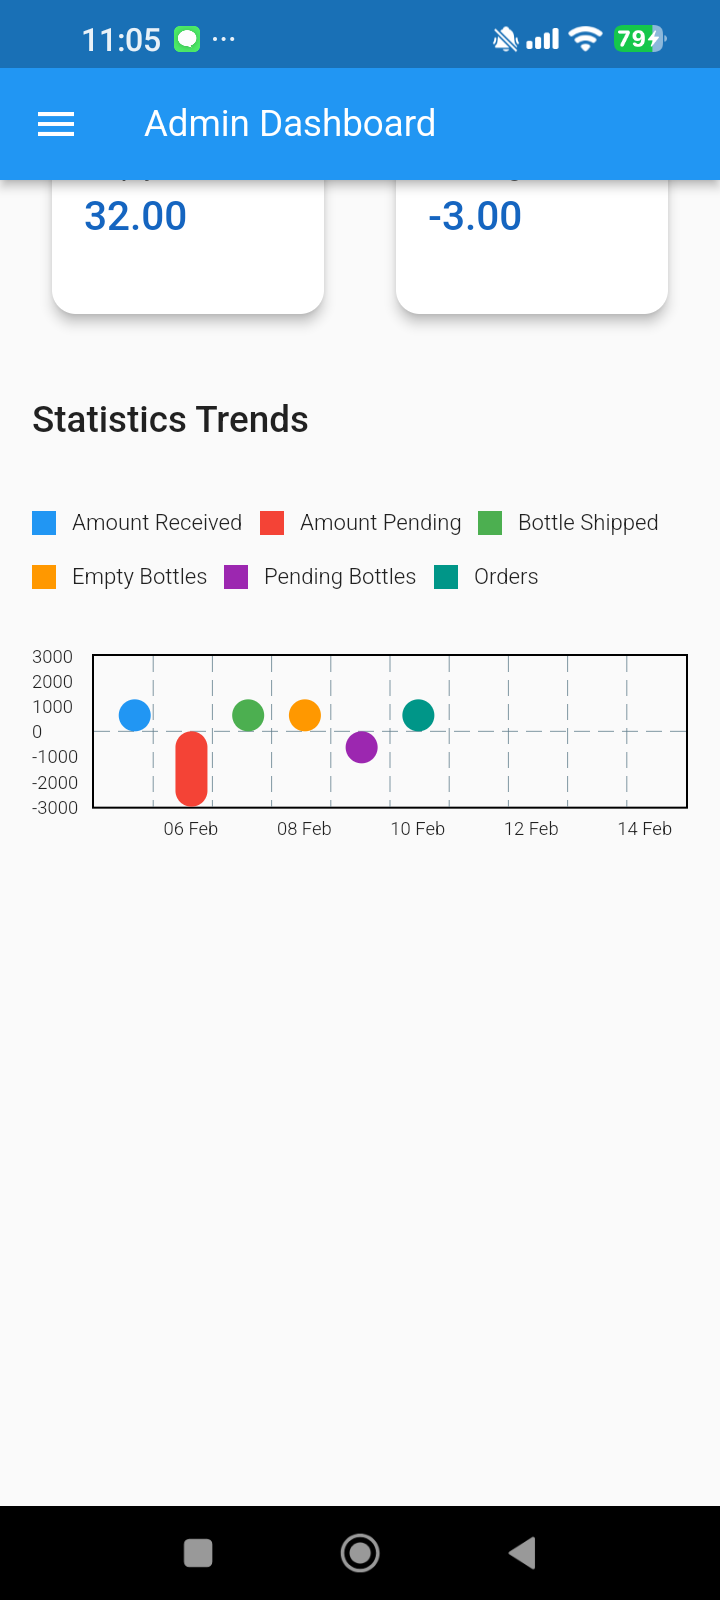 11:05 ... 79
Admin Dashboard
32.00 -3.00
Statistics Trends
Amount Received Amount Pending Bottle Shipped
Empty Bottles Pending Bottles Orders
3000
2000
1000
0
-1000
-2000
-3000
06 Feb 08 Feb 10 Feb 12 Feb 14 Feb